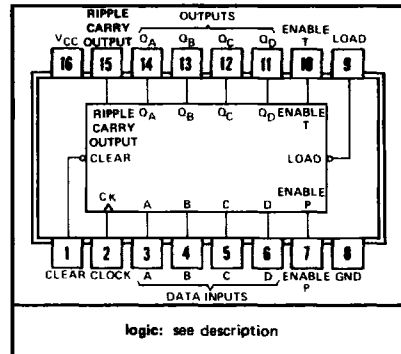 OUTPUTS
RIPPLE CARRY OUTPUT
VCC
QA QB QC QD
ENABLE T
LOAD
16 15 14 13 12 11 10 9
RIPPLE CARRY OUTPUT
QA QB QC QD
ENABLE T
CLEAR
LOAD
CK
A B C D
ENABLE P
1 2 3 4 5 6 7 8
CLEAR CLOCK A B C D ENABLE P GND
DATA INPUTS
logic: see description